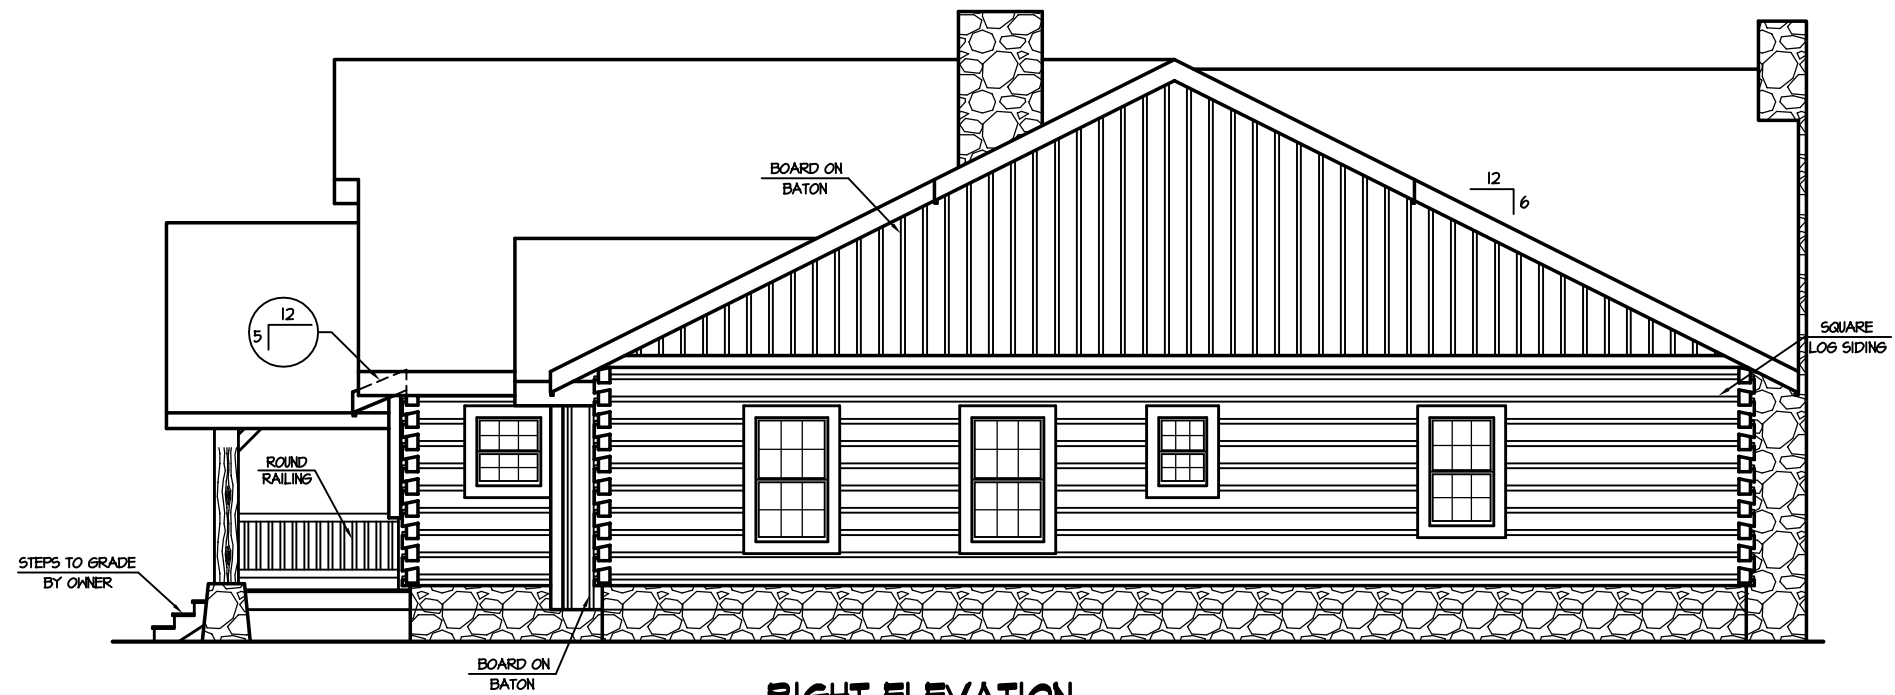 BOARD ON
BATON
12
6
12
5
SQUARE
LOG SIDING
ROUND
RAILING
STEPS TO GRADE
BY OWNER
BOARD ON
BATON
RIGHT ELEVATION